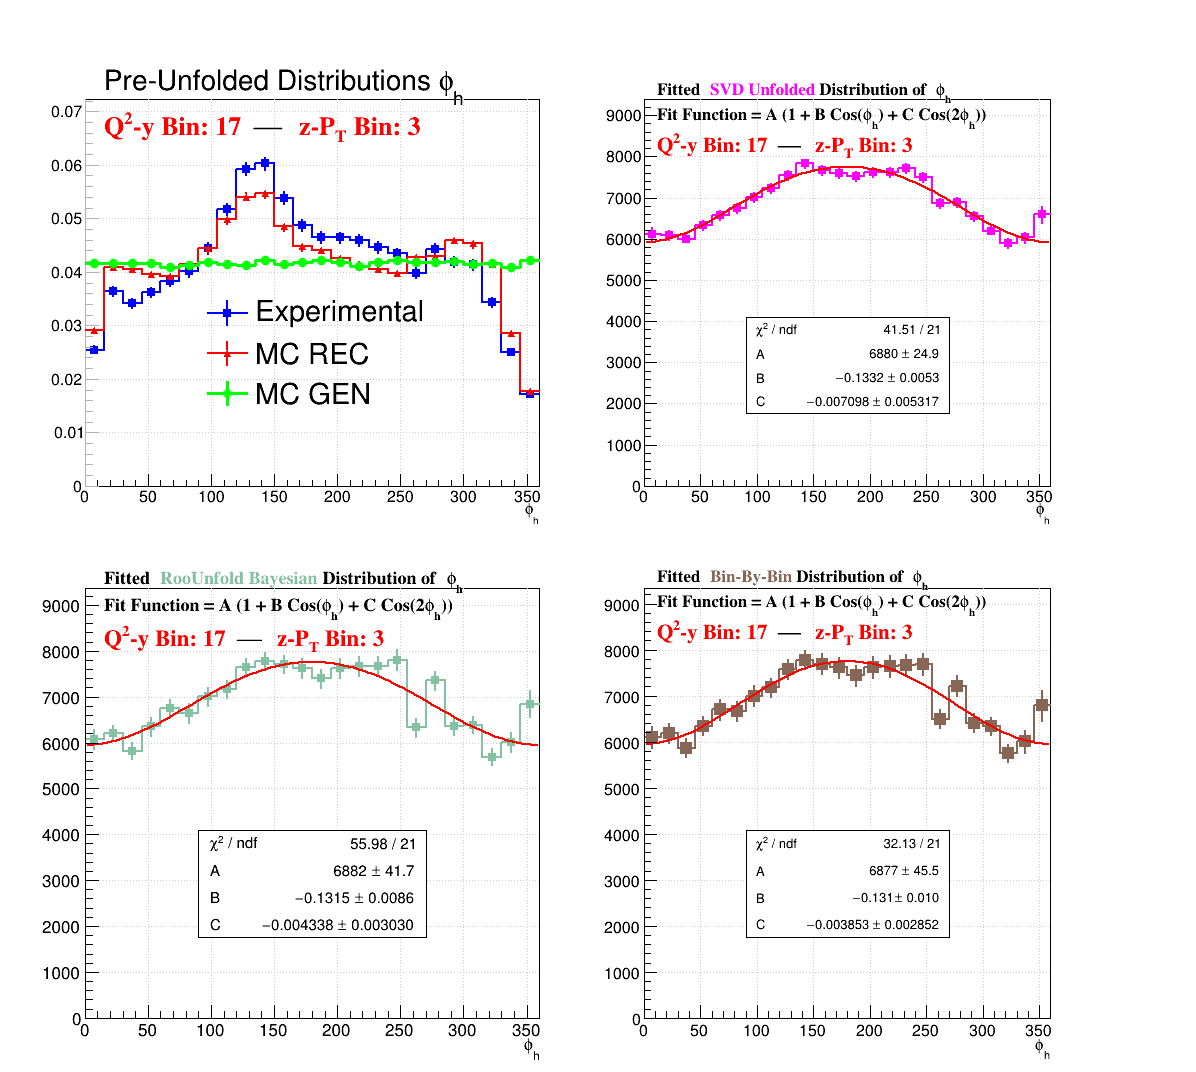 Pre-Unfolded Distributions ϕh
Q2-y Bin: 17 — z-PT Bin: 3
0.07
0.06
0.05
0.04
0.03
0.02
0.01
0
Experimental
MC REC
MC GEN
0 50 100 150 200 250 300 350
ϕh
Fitted SVD Unfolded Distribution of ϕh
Fit Function = A (1 + B Cos(ϕh) + C Cos(2ϕh))
Q2-y Bin: 17 — z-PT Bin: 3
9000
8000
7000
6000
5000
4000
3000
2000
1000
0
χ2 / ndf 41.51 / 21
A 6880 ± 24.9
B −0.1332 ± 0.0053
C −0.007098 ± 0.005317
0 50 100 150 200 250 300 350
ϕh
Fitted RooUnfold Bayesian Distribution of ϕh
Fit Function = A (1 + B Cos(ϕh) + C Cos(2ϕh))
Q2-y Bin: 17 — z-PT Bin: 3
9000
8000
7000
6000
5000
4000
3000
2000
1000
0
χ2 / ndf 55.98 / 21
A 6882 ± 41.7
B −0.1315 ± 0.0086
C −0.004338 ± 0.003030
0 50 100 150 200 250 300 350
ϕh
Fitted Bin-By-Bin Distribution of ϕh
Fit Function = A (1 + B Cos(ϕh) + C Cos(2ϕh))
Q2-y Bin: 17 — z-PT Bin: 3
9000
8000
7000
6000
5000
4000
3000
2000
1000
0
χ2 / ndf 32.13 / 21
A 6877 ± 45.5
B −0.131 ± 0.010
C −0.003853 ± 0.002852
0 50 100 150 200 250 300 350
ϕh